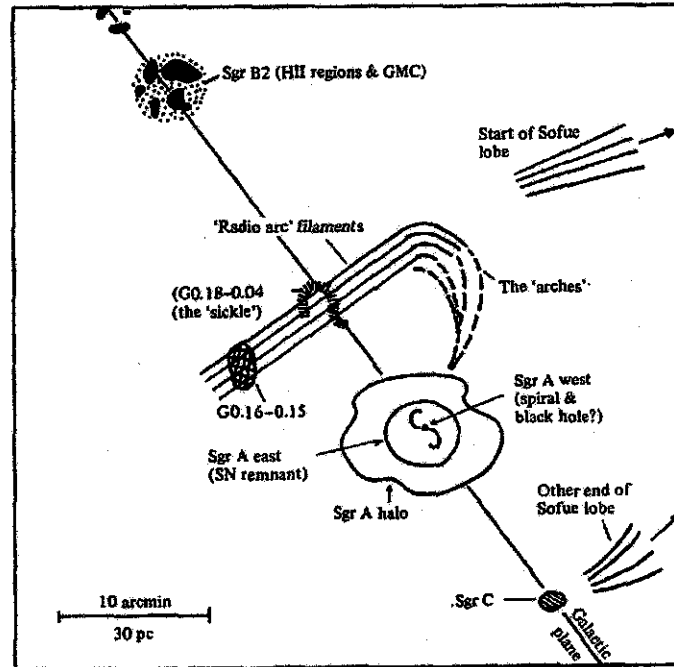 Sgr B2 (HII regions & GMC)
Start of Sofue
lobe
'Radio arc' filaments
(G0.18–0.04
(the 'sickle')
The 'arches'
G0.16–0.15
Sgr A west
(spiral &
black hole?)
Sgr A east
(SN remnant)
Sgr A halo
Other end of
Sofue lobe
10 arcmin
30 pc
Sgr C
Galactic
plane